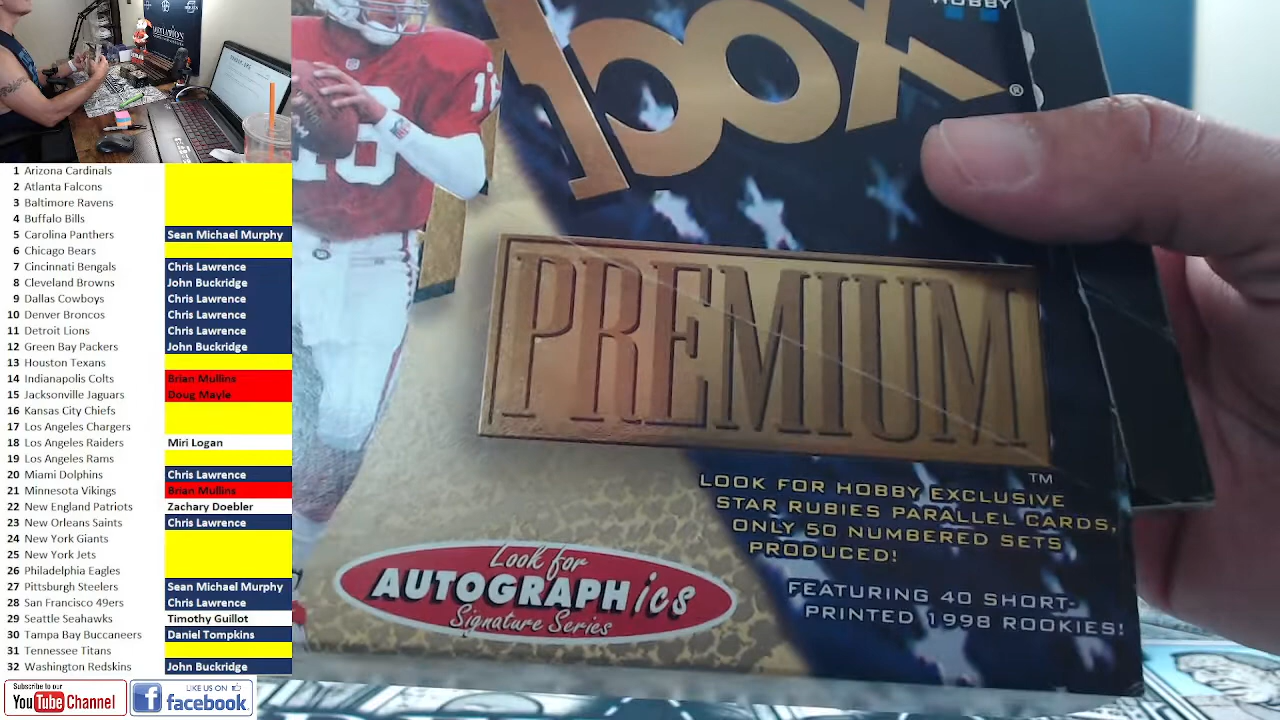 1 Arizona Cardinals
2 Atlanta Falcons
3 Baltimore Ravens
4 Buffalo Bills
5 Carolina Panthers Sean Michael Murphy
6 Chicago Bears
7 Cincinnati Bengals Chris Lawrence
8 Cleveland Browns John Buckridge
9 Dallas Cowboys Chris Lawrence
10 Denver Broncos Chris Lawrence
11 Detroit Lions Chris Lawrence
12 Green Bay Packers John Buckridge
13 Houston Texans
14 Indianapolis Colts Brian Mullins
15 Jacksonville Jaguars Doug Mayle
16 Kansas City Chiefs
17 Los Angeles Chargers
18 Los Angeles Raiders Miri Logan
19 Los Angeles Rams
20 Miami Dolphins Chris Lawrence
21 Minnesota Vikings Brian Mullins
22 New England Patriots Zachary Doebler
23 New Orleans Saints Chris Lawrence
24 New York Giants
25 New York Jets
26 Philadelphia Eagles
27 Pittsburgh Steelers Sean Michael Murphy
28 San Francisco 49ers Chris Lawrence
29 Seattle Seahawks Timothy Guillot
30 Tampa Bay Buccaneers Daniel Tompkins
31 Tennessee Titans
32 Washington Redskins John Buckridge
Subscribe to our
YouTube Channel
LIKE US ON
facebook.
HOBBY
®
16
16
PREMIUM
™
LOOK FOR HOBBY EXCLUSIVE
STAR RUBIES PARALLEL CARDS,
ONLY 50 NUMBERED SETS
PRODUCED!
FEATURING 40 SHORT-
PRINTED 1998 ROOKIES!
Look for
AUTOGRAPHics
Signature Series